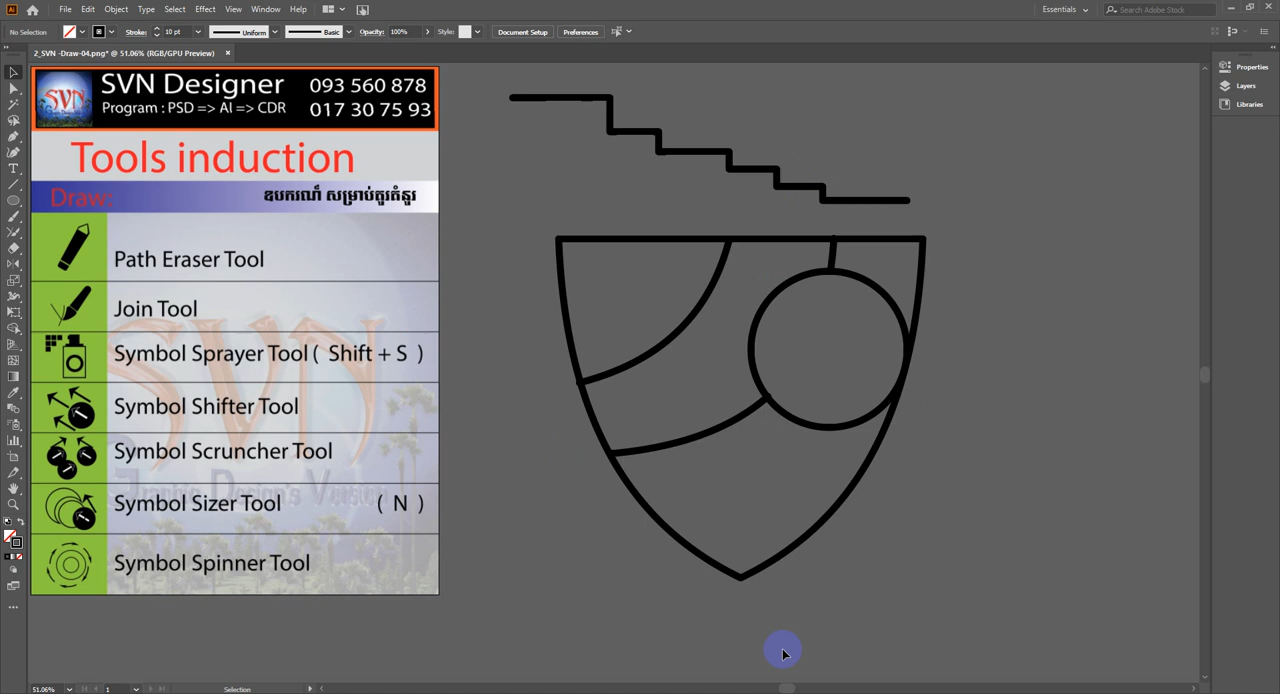 File Edit Object Type Select Effect View Window Help
Essentials
Search Adobe Stock
No Selection Stroke: 10 pt Uniform Basic Opacity: 100% Style: Document Setup Preferences
2_SVN -Draw-04.png* @ 51.06% (RGB/GPU Preview)
SVN Designer 093 560 878
Program : PSD => AI => CDR 017 30 75 93
Tools induction
Draw: ឧបករណ៏ សម្រាប់គូរគំនូរ
Path Eraser Tool
Join Tool
Symbol Sprayer Tool ( Shift + S )
Symbol Shifter Tool
Symbol Scruncher Tool
Symbol Sizer Tool ( N )
Symbol Spinner Tool
SVN
Properties
Layers
Libraries
51.06% 1 Selection